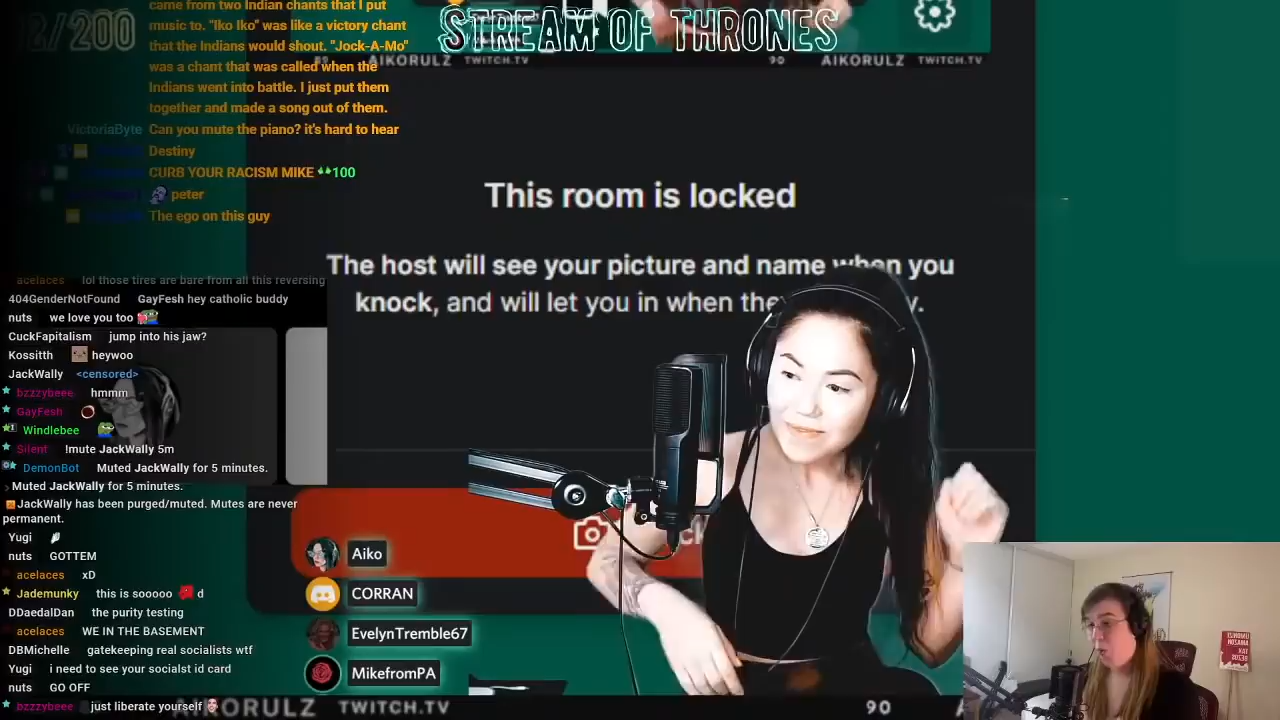 2/200
STREAM OF THRONES
AIKORULZ TWITCH.TV
90 AIKORULZ TWITCH.TV
came from two Indian chants that I put
music to. "Iko Iko" was like a victory chant
that the Indians would shout. "Jock-A-Mo"
was a chant that was called when the
Indians went into battle. I just put them
together and made a song out of them.
VictoriaByte Can you mute the piano? it's hard to hear
Destiny
CURB YOUR RACISM MIKE 100
peter
The ego on this guy
This room is locked
The host will see your picture and name when you
knock, and will let you in when
acelaces lol those tires are bare from all this reversing
404GenderNotFound GayFesh hey catholic buddy
nuts we love you too
CuckFapitalism jump into his jaw?
Kossitth heywoo
JackWally <censored>
bzzzybeee hmmm
GayFesh
Windlebee
Silent !mute JackWally 5m
DemonBot Muted JackWally for 5 minutes.
Muted JackWally for 5 minutes.
JackWally has been purged/muted. Mutes are never
permanent.
Yugi
nuts GOTTEM
acelaces xD
Jademunky this is sooooo d
DDaedalDan the purity testing
acelaces WE IN THE BASEMENT
DBMichelle gatekeeping real socialists wtf
Yugi i need to see your socialst id card
nuts GO OFF
bzzzybeee just liberate yourself
Aiko
CORRAN
EvelynTremble67
MikefromPA
AIKORULZ TWITCH.TV
90